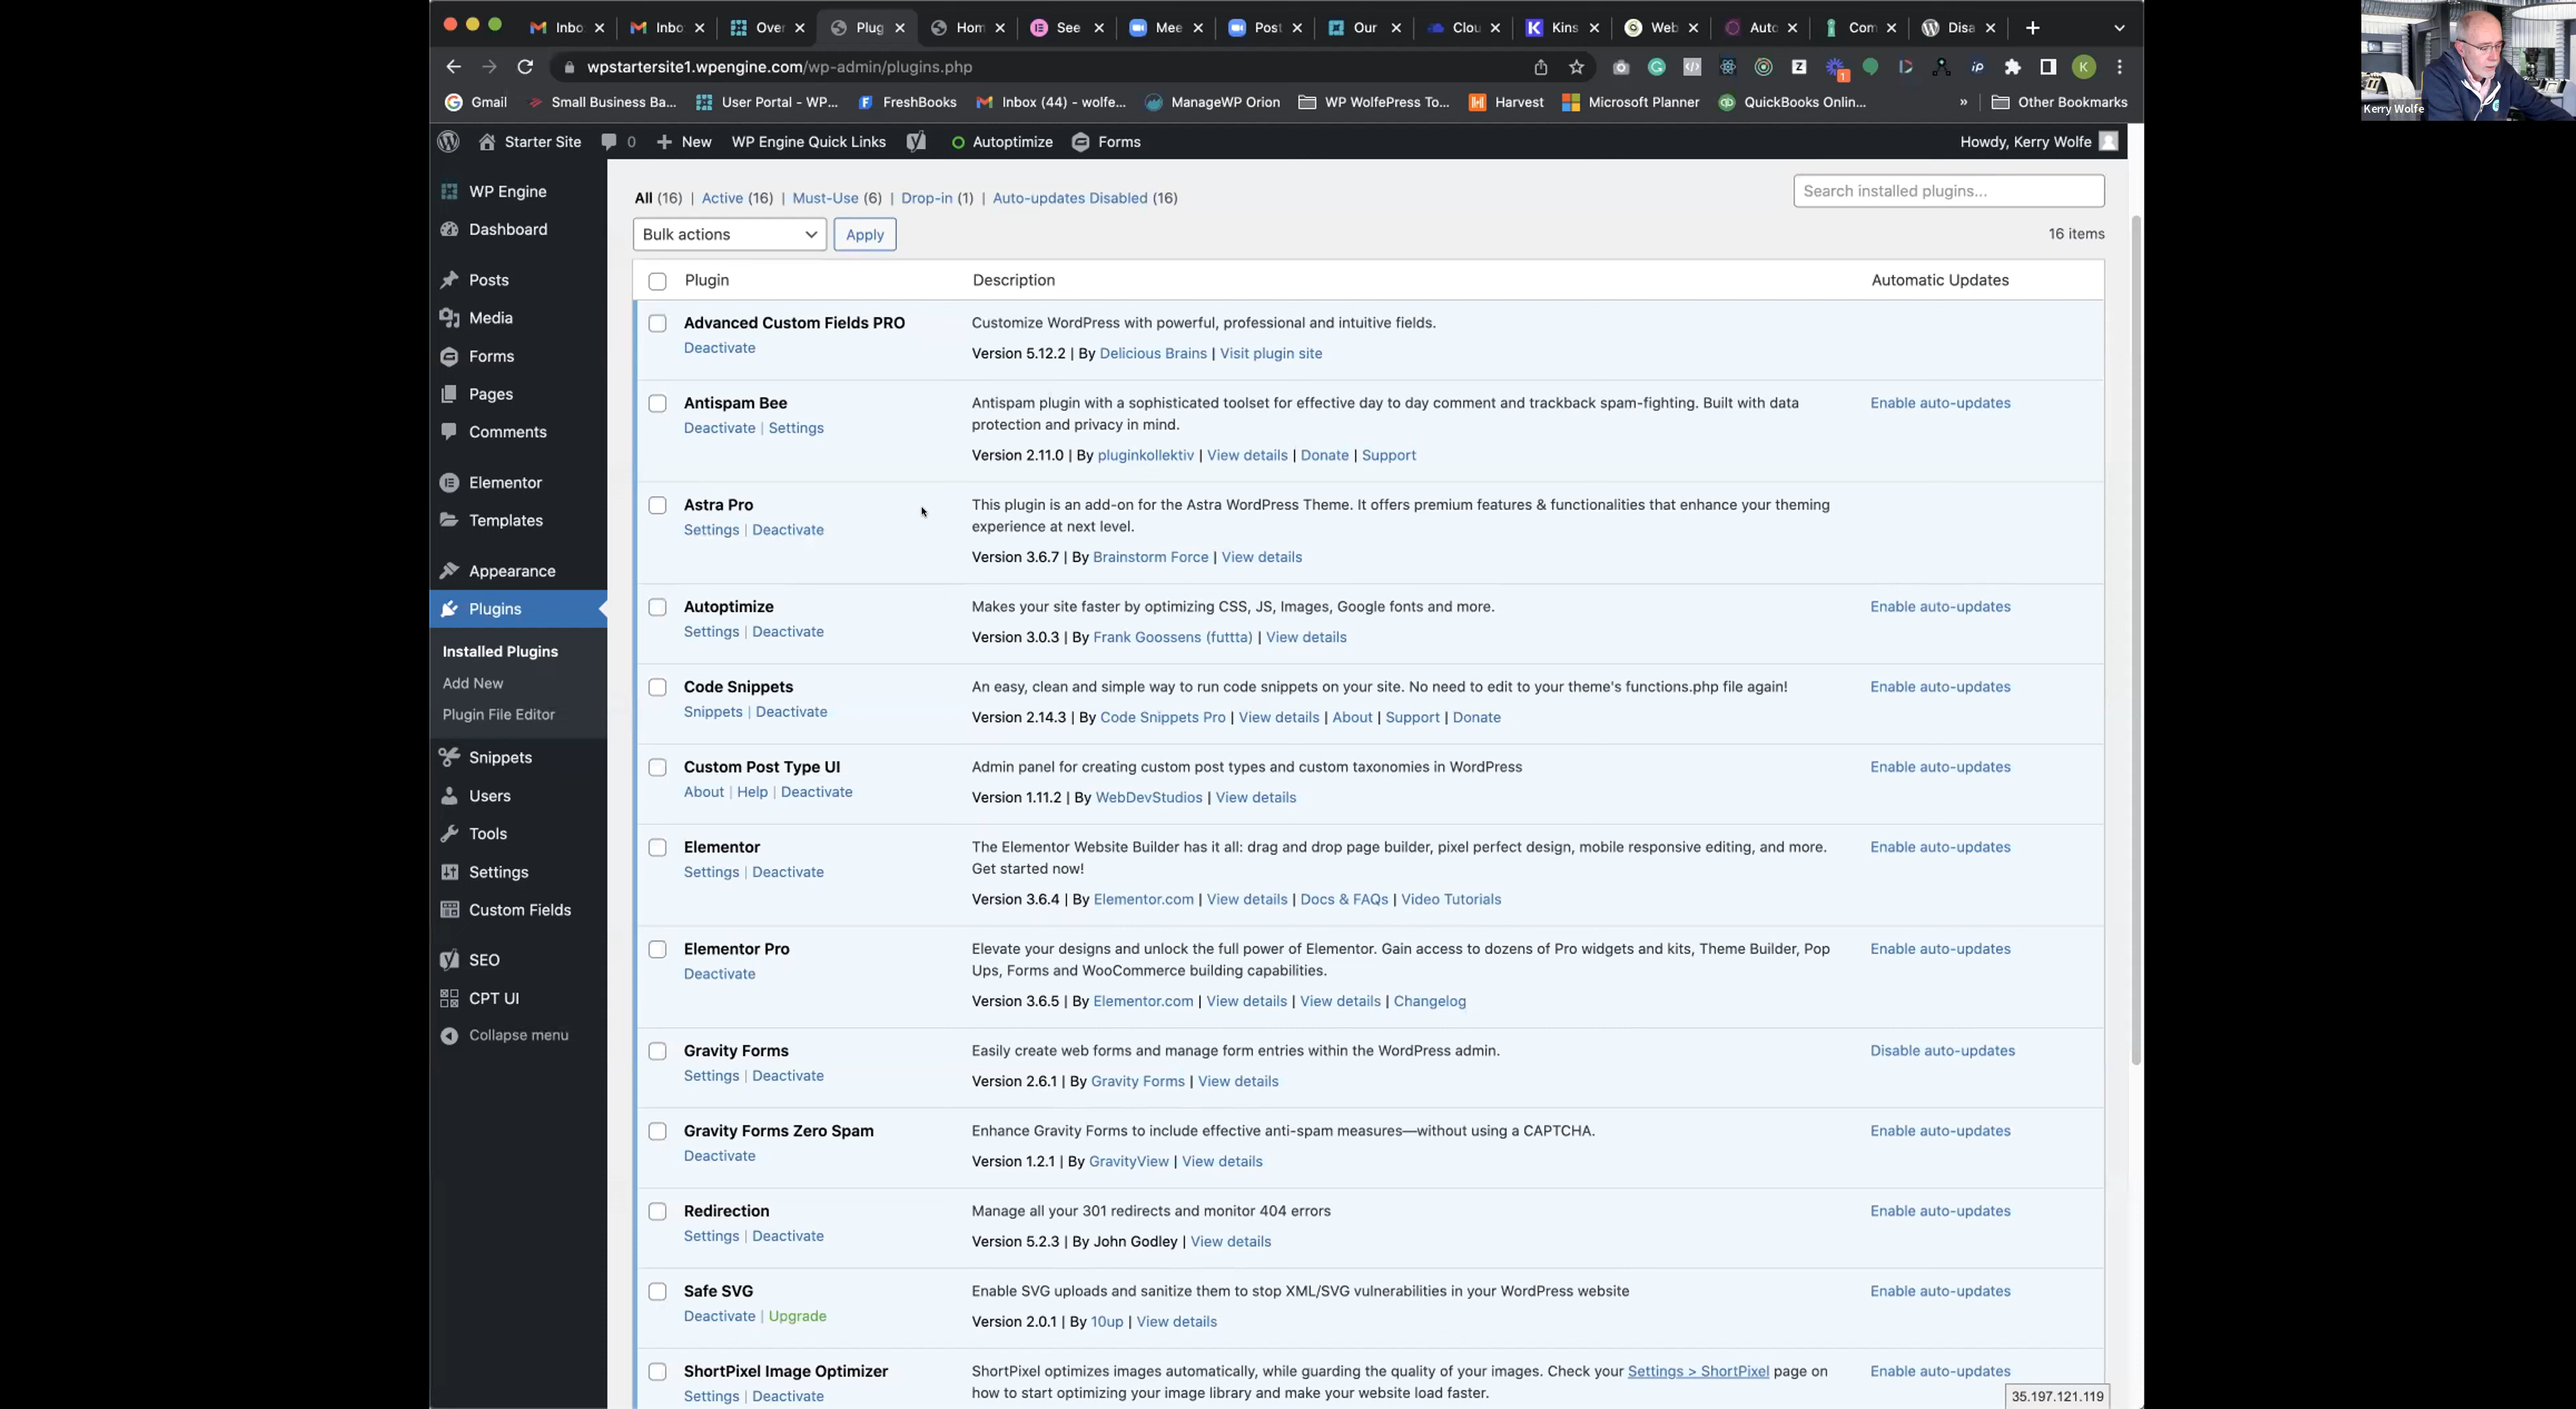 Inbo
Inbo
Over
Plug
Hom
See
Mee
Post
Our
Clou
Kins
Web
Auto
Com
Disa
wpstartersite1.wpengine.com/wp-admin/plugins.php
Gmail
Small Business Ba...
User Portal - WP...
FreshBooks
Inbox (44) - wolfe...
ManageWP Orion
WP WolfePress To...
Harvest
Microsoft Planner
QuickBooks Onlin...
»
Other Bookmarks
Kerry Wolfe
Starter Site
0
New
WP Engine Quick Links
Autoptimize
Forms
Howdy, Kerry Wolfe
WP Engine
Dashboard
Posts
Media
Forms
Pages
Comments
Elementor
Templates
Appearance
Plugins
Installed Plugins
Add New
Plugin File Editor
Snippets
Users
Tools
Settings
Custom Fields
SEO
CPT UI
Collapse menu
All (16) | Active (16) | Must-Use (6) | Drop-in (1) | Auto-updates Disabled (16)
Search installed plugins...
Bulk actions
Apply
16 items
Plugin Description Automatic Updates
Advanced Custom Fields PRO
Deactivate
Customize WordPress with powerful, professional and intuitive fields.
Version 5.12.2 | By Delicious Brains | Visit plugin site
Antispam Bee
Deactivate | Settings
Antispam plugin with a sophisticated toolset for effective day to day comment and trackback spam-fighting. Built with data
protection and privacy in mind.
Version 2.11.0 | By pluginkollektiv | View details | Donate | Support
Enable auto-updates
Astra Pro
Settings | Deactivate
This plugin is an add-on for the Astra WordPress Theme. It offers premium features & functionalities that enhance your theming
experience at next level.
Version 3.6.7 | By Brainstorm Force | View details
Autoptimize
Settings | Deactivate
Makes your site faster by optimizing CSS, JS, Images, Google fonts and more.
Version 3.0.3 | By Frank Goossens (futtta) | View details
Enable auto-updates
Code Snippets
Snippets | Deactivate
An easy, clean and simple way to run code snippets on your site. No need to edit to your theme's functions.php file again!
Version 2.14.3 | By Code Snippets Pro | View details | About | Support | Donate
Enable auto-updates
Custom Post Type UI
About | Help | Deactivate
Admin panel for creating custom post types and custom taxonomies in WordPress
Version 1.11.2 | By WebDevStudios | View details
Enable auto-updates
Elementor
Settings | Deactivate
The Elementor Website Builder has it all: drag and drop page builder, pixel perfect design, mobile responsive editing, and more.
Get started now!
Version 3.6.4 | By Elementor.com | View details | Docs & FAQs | Video Tutorials
Enable auto-updates
Elementor Pro
Deactivate
Elevate your designs and unlock the full power of Elementor. Gain access to dozens of Pro widgets and kits, Theme Builder, Pop
Ups, Forms and WooCommerce building capabilities.
Version 3.6.5 | By Elementor.com | View details | View details | Changelog
Enable auto-updates
Gravity Forms
Settings | Deactivate
Easily create web forms and manage form entries within the WordPress admin.
Version 2.6.1 | By Gravity Forms | View details
Disable auto-updates
Gravity Forms Zero Spam
Deactivate
Enhance Gravity Forms to include effective anti-spam measures—without using a CAPTCHA.
Version 1.2.1 | By GravityView | View details
Enable auto-updates
Redirection
Settings | Deactivate
Manage all your 301 redirects and monitor 404 errors
Version 5.2.3 | By John Godley | View details
Enable auto-updates
Safe SVG
Deactivate | Upgrade
Enable SVG uploads and sanitize them to stop XML/SVG vulnerabilities in your WordPress website
Version 2.0.1 | By 10up | View details
Enable auto-updates
ShortPixel Image Optimizer
Settings | Deactivate
ShortPixel optimizes images automatically, while guarding the quality of your images. Check your Settings > ShortPixel page on
how to start optimizing your image library and make your website load faster.
Enable auto-updates
35.197.121.119